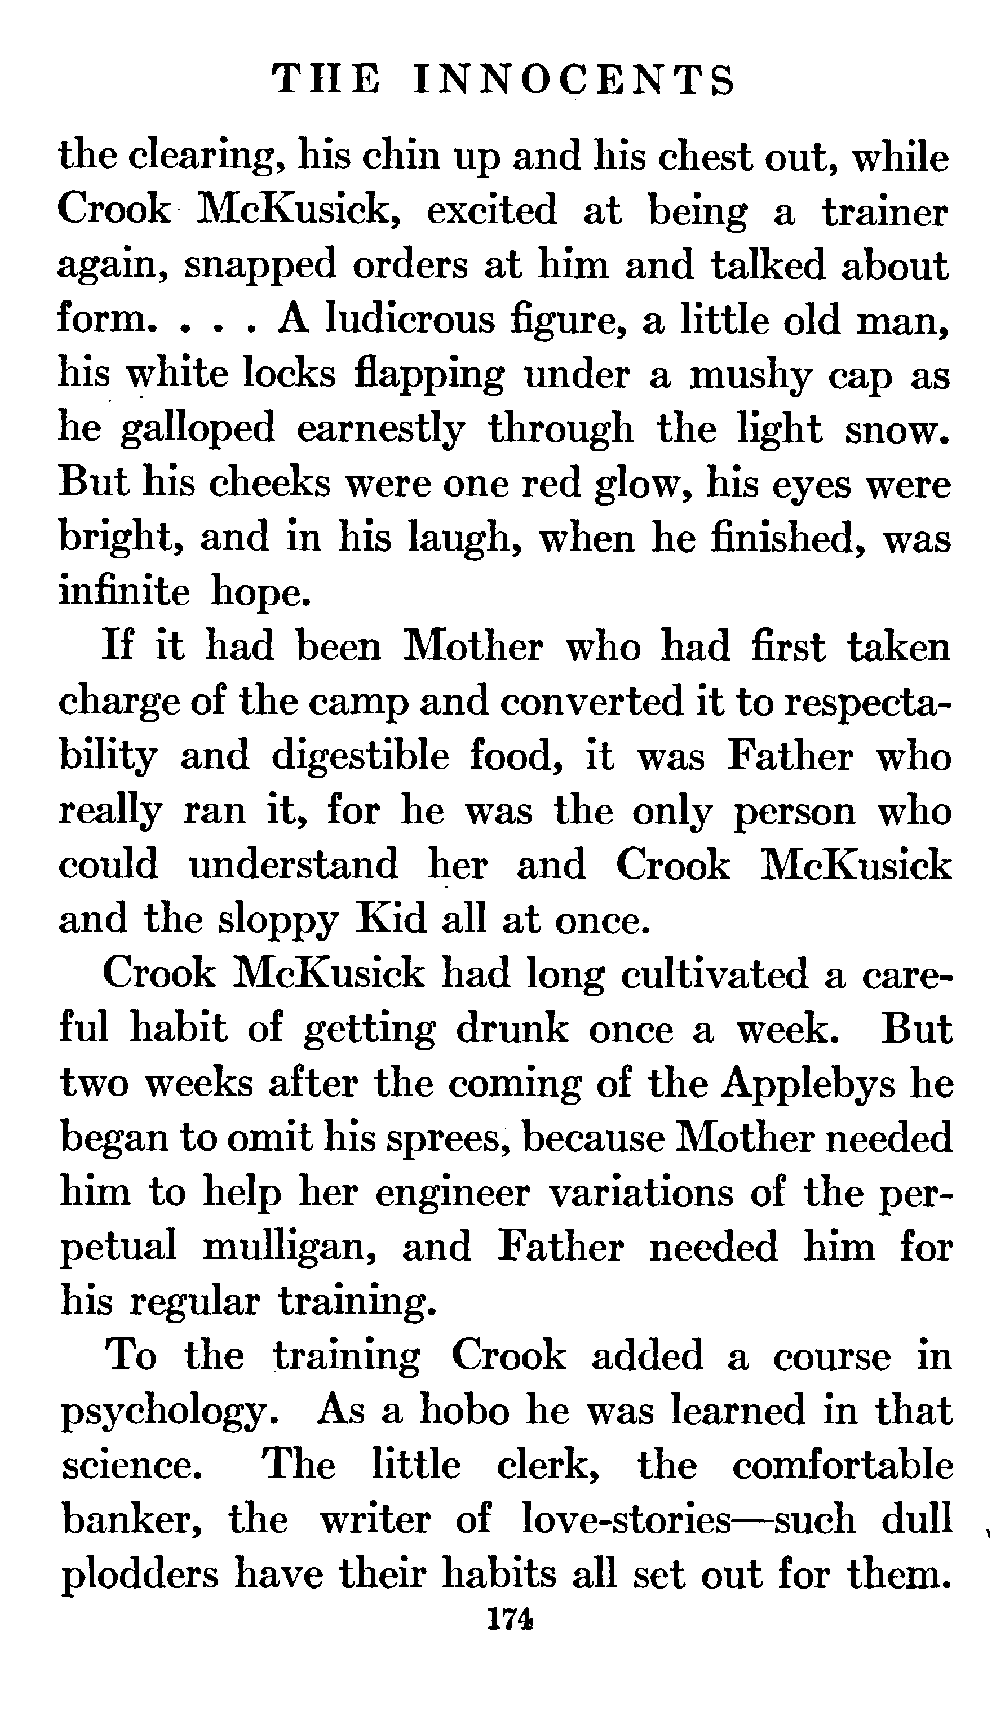 THE INNOCENTS
the clearing, his chin up and his chest out, while
Crook McKusick, excited at being a trainer
again, snapped orders at him and talked about
form. . . . A ludicrous figure, a little old man,
his white locks flapping under a mushy cap as
he galloped earnestly through the light snow.
But his cheeks were one red glow, his eyes were
bright, and in his laugh, when he finished, was
infinite hope.
If it had been Mother who had first taken
charge of the camp and converted it to respecta-
bility and digestible food, it was Father who
really ran it, for he was the only person who
could understand her and Crook McKusick
and the sloppy Kid all at once.
Crook McKusick had long cultivated a care-
ful habit of getting drunk once a week. But
two weeks after the coming of the Applebys he
began to omit his sprees, because Mother needed
him to help her engineer variations of the per-
petual mulligan, and Father needed him for
his regular training.
To the training Crook added a course in
psychology. As a hobo he was learned in that
science. The little clerk, the comfortable
banker, the writer of love-stories—such dull
plodders have their habits all set out for them.
174